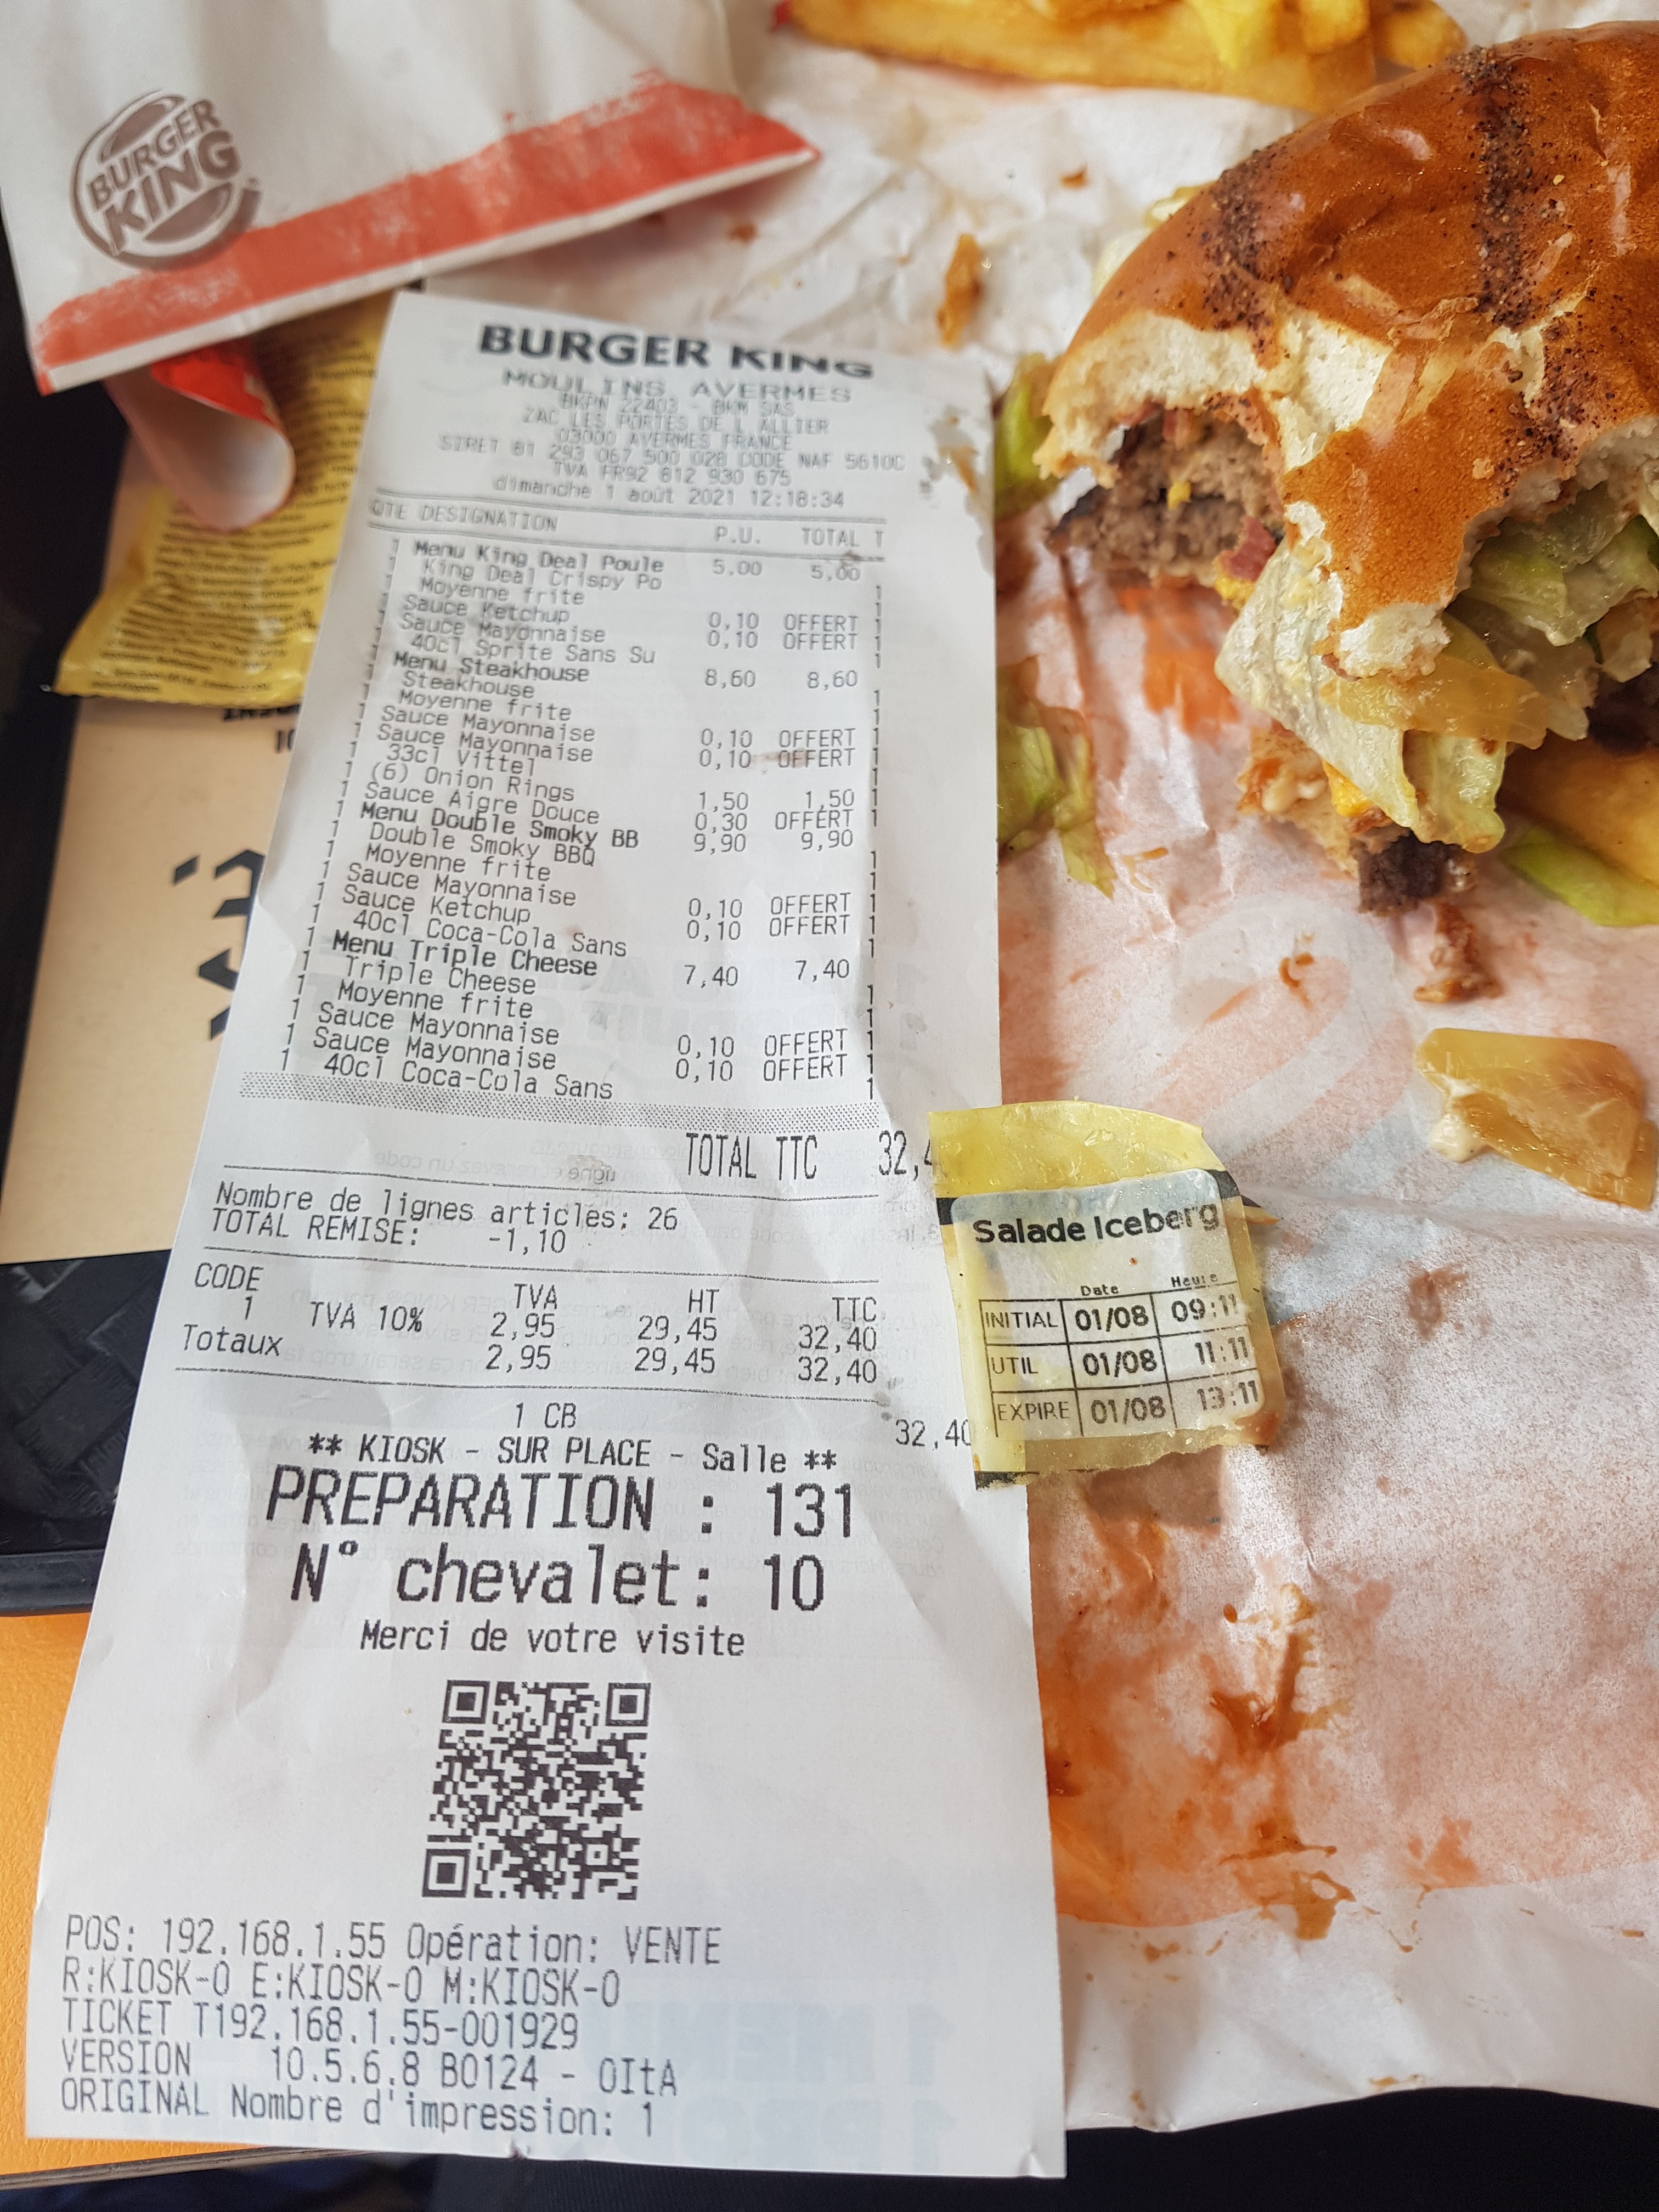 BURGER
KING
BURGER KING
MOULINS AVERMES
BKPN 22403 - BKM SAS
ZAC LES PORTES DE L ALLIER
03000 AVERMES FRANCE
SIRET 81 293 067 500 028 CODE NAF 5610C
TVA FR92 812 930 675
dimanche 1 août 2021 12:18:34
QTE DESIGNATION P.U. TOTAL T
1 Menu King Deal Poule 5,00 5,00
1 King Deal Crispy Po 1
1 Moyenne frite 1
1 Sauce Ketchup 0,10 OFFERT 1
1 Sauce Mayonnaise 0,10 OFFERT 1
1 40cl Sprite Sans Su 1
1 Menu Steakhouse 8,60 8,60
1 Steakhouse 1
1 Moyenne frite 1
1 Sauce Mayonnaise 0,10 OFFERT 1
1 Sauce Mayonnaise 0,10 OFFERT 1
1 33cl Vittel 1
1 (6) Onion Rings 1,50 1,50 1
1 Sauce Aigre Douce 0,30 OFFERT 1
1 Menu Double Smoky BB 9,90 9,90
1 Double Smoky BBQ 1
1 Moyenne frite 1
1 Sauce Mayonnaise 0,10 OFFERT 1
1 Sauce Ketchup 0,10 OFFERT 1
1 40cl Coca-Cola Sans 1
1 Menu Triple Cheese 7,40 7,40
1 Triple Cheese 1
1 Moyenne frite 1
1 Sauce Mayonnaise 0,10 OFFERT 1
1 Sauce Mayonnaise 0,10 OFFERT 1
1 40cl Coca-Cola Sans 1
TOTAL TTC 32,4
Nombre de lignes articles: 26
TOTAL REMISE: -1,10
CODE TVA HT TTC
1 TVA 10% 2,95 29,45 32,40
Totaux 2,95 29,45 32,40
1 CB 32,40
** KIOSK - SUR PLACE - Salle **
PREPARATION : 131
N° chevalet: 10
Merci de votre visite
POS: 192.168.1.55 Opération: VENTE
R:KIOSK-0 E:KIOSK-0 M:KIOSK-0
TICKET T192.168.1.55-001929
VERSION 10.5.6.8 B0124 - OItA
ORIGINAL Nombre d'impression: 1
Salade Iceberg
Date Heure
INITIAL 01/08 09:11
UTIL 01/08 11:11
EXPIRE 01/08 13:11